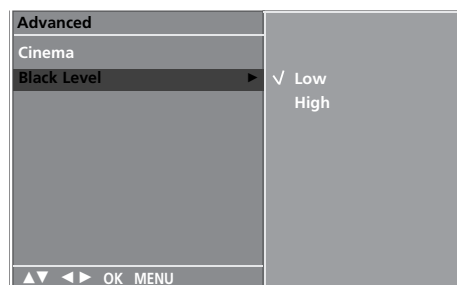 Advanced
Cinema
Black Level ►
√ Low
High
▲▼ ◄► OK MENU